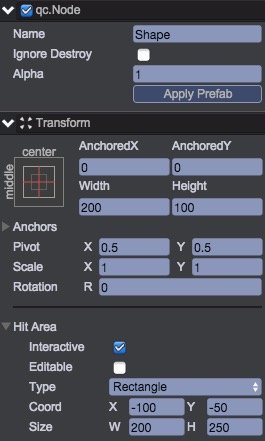 qc.Node
Name Shape
Ignore Destroy
Alpha 1
Apply Prefab
Transform
center
middle
AnchoredX AnchoredY
0 0
Width Height
200 100
Anchors
Pivot X 0.5 Y 0.5
Scale X 1 Y 1
Rotation R 0
Hit Area
Interactive
Editable
Type Rectangle
Coord X -100 Y -50
Size W 200 H 250